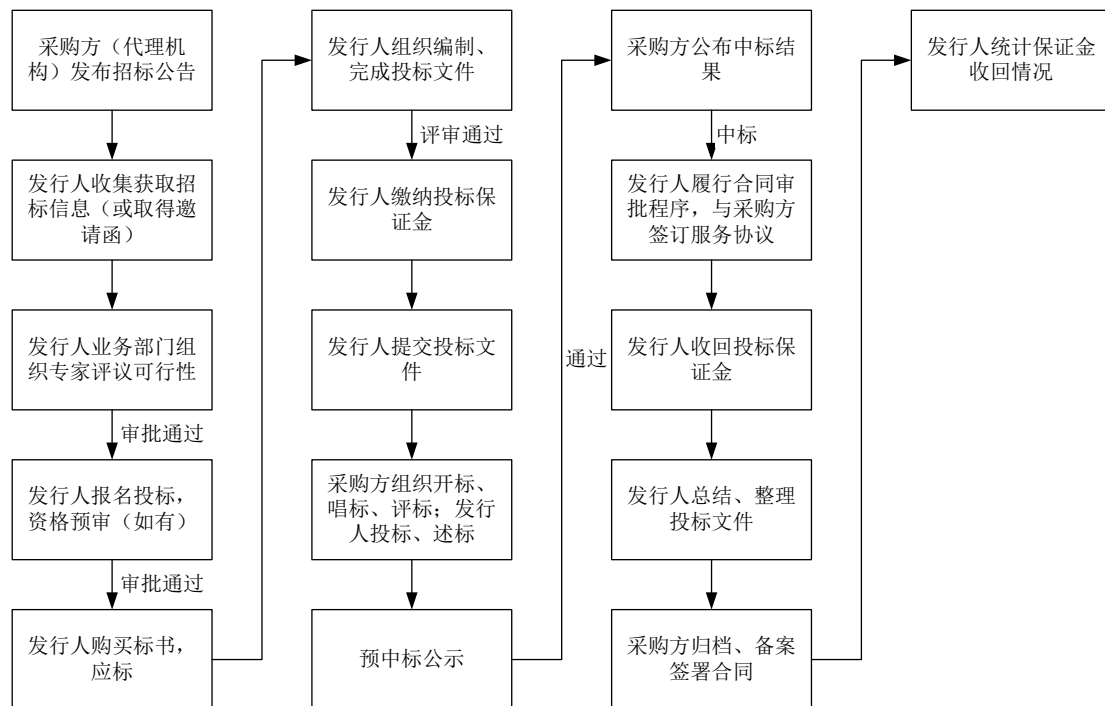 采购方（代理机
构）发布招标公告
发行人收集获取招
标信息（或取得邀
请函）
发行人业务部门组
织专家评议可行性
审批通过
发行人报名投标，
资格预审（如有）
审批通过
发行人购买标书，
应标
发行人组织编制、
完成投标文件
评审通过
发行人缴纳投标保
证金
发行人提交投标文
件
采购方组织开标、
唱标、评标；发行
人投标、述标
预中标公示
通过
采购方公布中标结
果
中标
发行人履行合同审
批程序，与采购方
签订服务协议
发行人收回投标保
证金
发行人总结、整理
投标文件
采购方归档、备案
签署合同
发行人统计保证金
收回情况